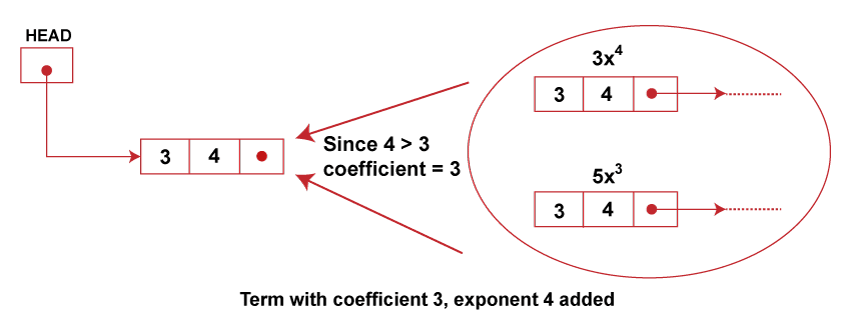 HEAD
3x⁴
3 4
3 4
Since 4 > 3
coefficient = 3
5x³
3 4
Term with coefficient 3, exponent 4 added